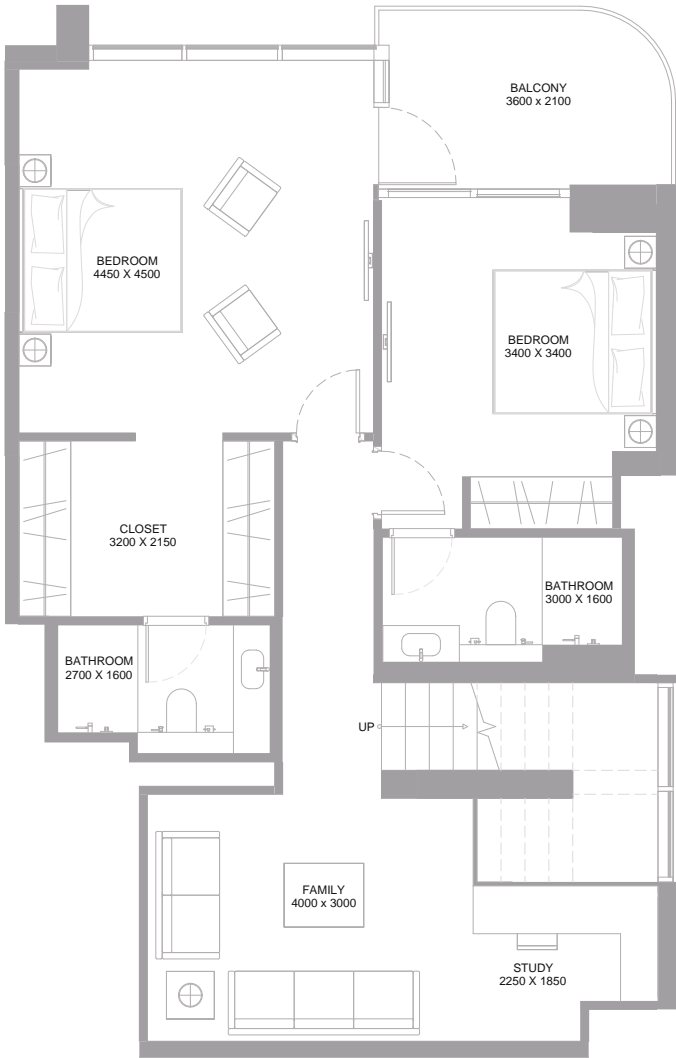 BALCONY
3600 x 2100
BEDROOM
4450 X 4500
BEDROOM
3400 X 3400
CLOSET
3200 X 2150
BATHROOM
3000 X 1600
BATHROOM
2700 X 1600
UP
FAMILY
4000 x 3000
STUDY
2250 X 1850